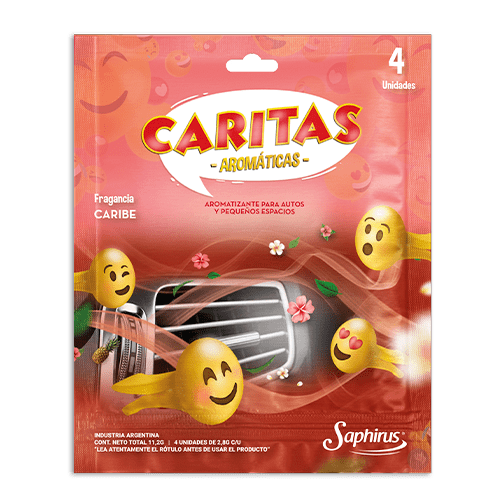 4
Unidades
CARITAS
- AROMÁTICAS -
Fragancia
CARIBE
AROMATIZANTE PARA AUTOS
Y PEQUEÑOS ESPACIOS
INDUSTRIA ARGENTINA
CONT. NETO TOTAL 11,2G | 4 UNIDADES DE 2,8G C/U
"LEA ATENTAMENTE EL RÓTULO ANTES DE USAR EL PRODUCTO"
Saphirus